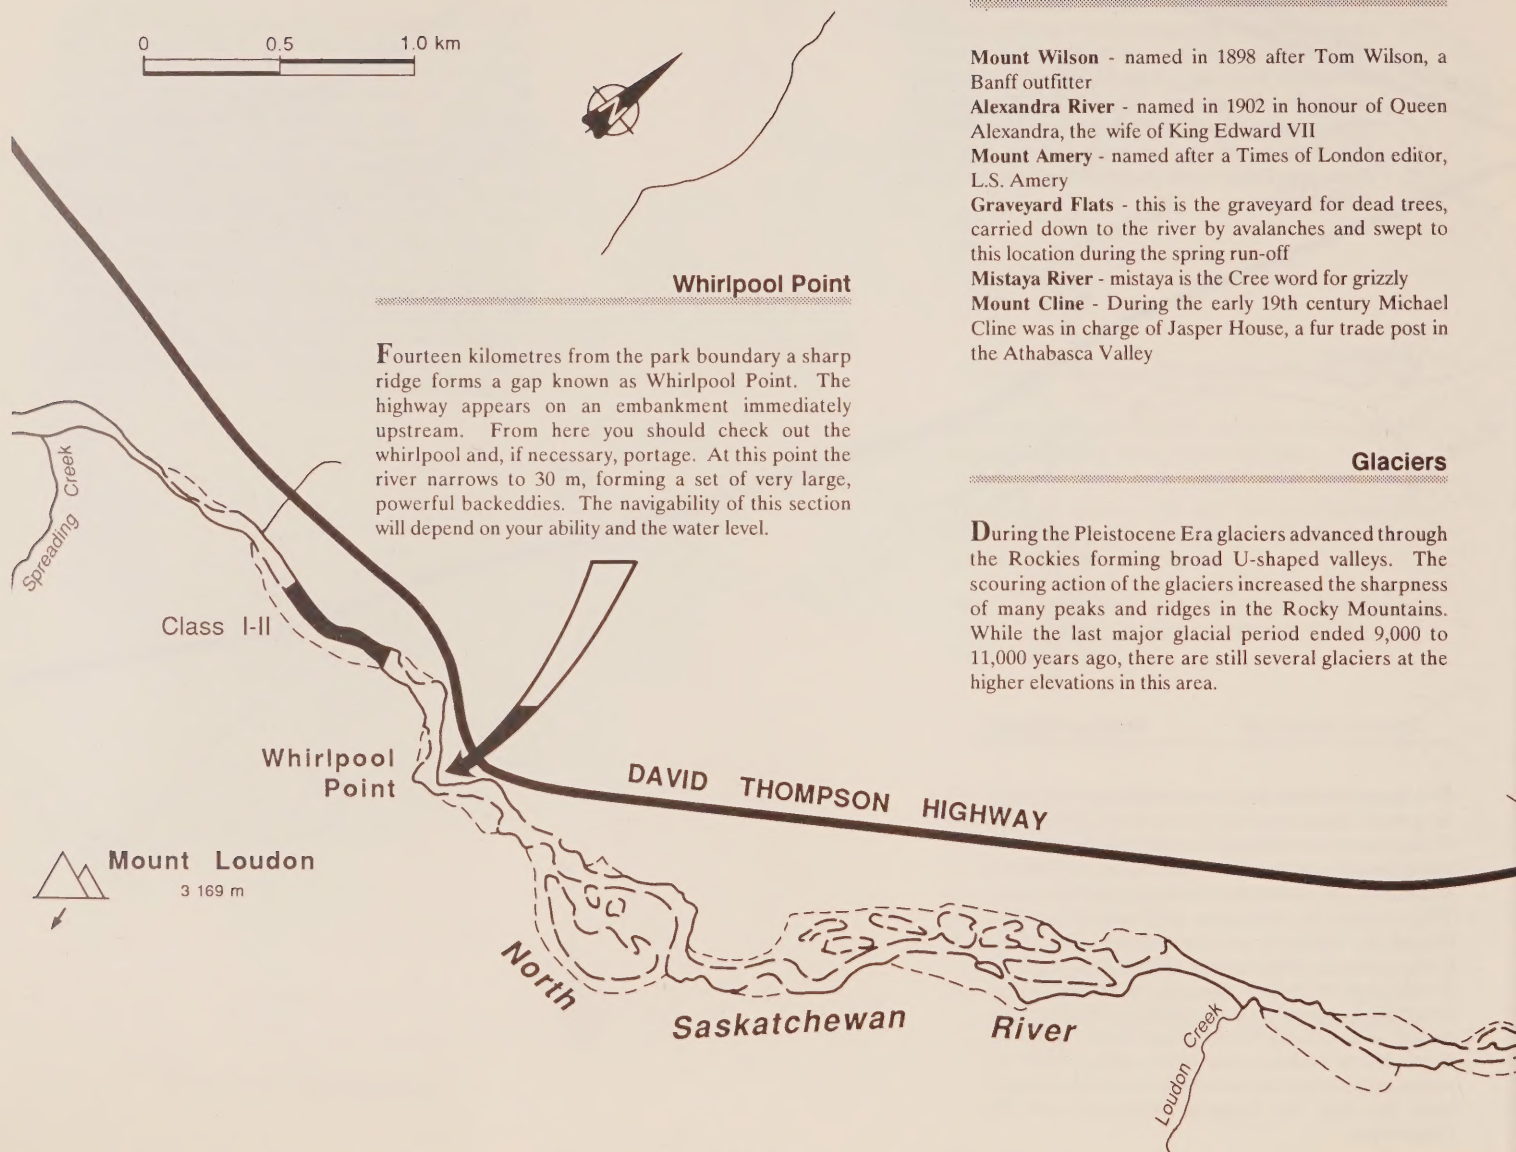 0 0.5 1.0 km
N
Mount Wilson - named in 1898 after Tom Wilson, a
Banff outfitter
Alexandra River - named in 1902 in honour of Queen
Alexandra, the wife of King Edward VII
Mount Amery - named after a Times of London editor,
L.S. Amery
Graveyard Flats - this is the graveyard for dead trees,
carried down to the river by avalanches and swept to
this location during the spring run-off
Mistaya River - mistaya is the Cree word for grizzly
Mount Cline - During the early 19th century Michael
Cline was in charge of Jasper House, a fur trade post in
the Athabasca Valley
Whirlpool Point
Fourteen kilometres from the park boundary a sharp
ridge forms a gap known as Whirlpool Point. The
highway appears on an embankment immediately
upstream. From here you should check out the
whirlpool and, if necessary, portage. At this point the
river narrows to 30 m, forming a set of very large,
powerful backeddies. The navigability of this section
will depend on your ability and the water level.
Glaciers
During the Pleistocene Era glaciers advanced through
the Rockies forming broad U-shaped valleys. The
scouring action of the glaciers increased the sharpness
of many peaks and ridges in the Rocky Mountains.
While the last major glacial period ended 9,000 to
11,000 years ago, there are still several glaciers at the
higher elevations in this area.
Spreading Creek
Class I-II
Whirlpool
Point
DAVID THOMPSON HIGHWAY
Mount Loudon
3 169 m
North
Saskatchewan
River
Loudon Creek